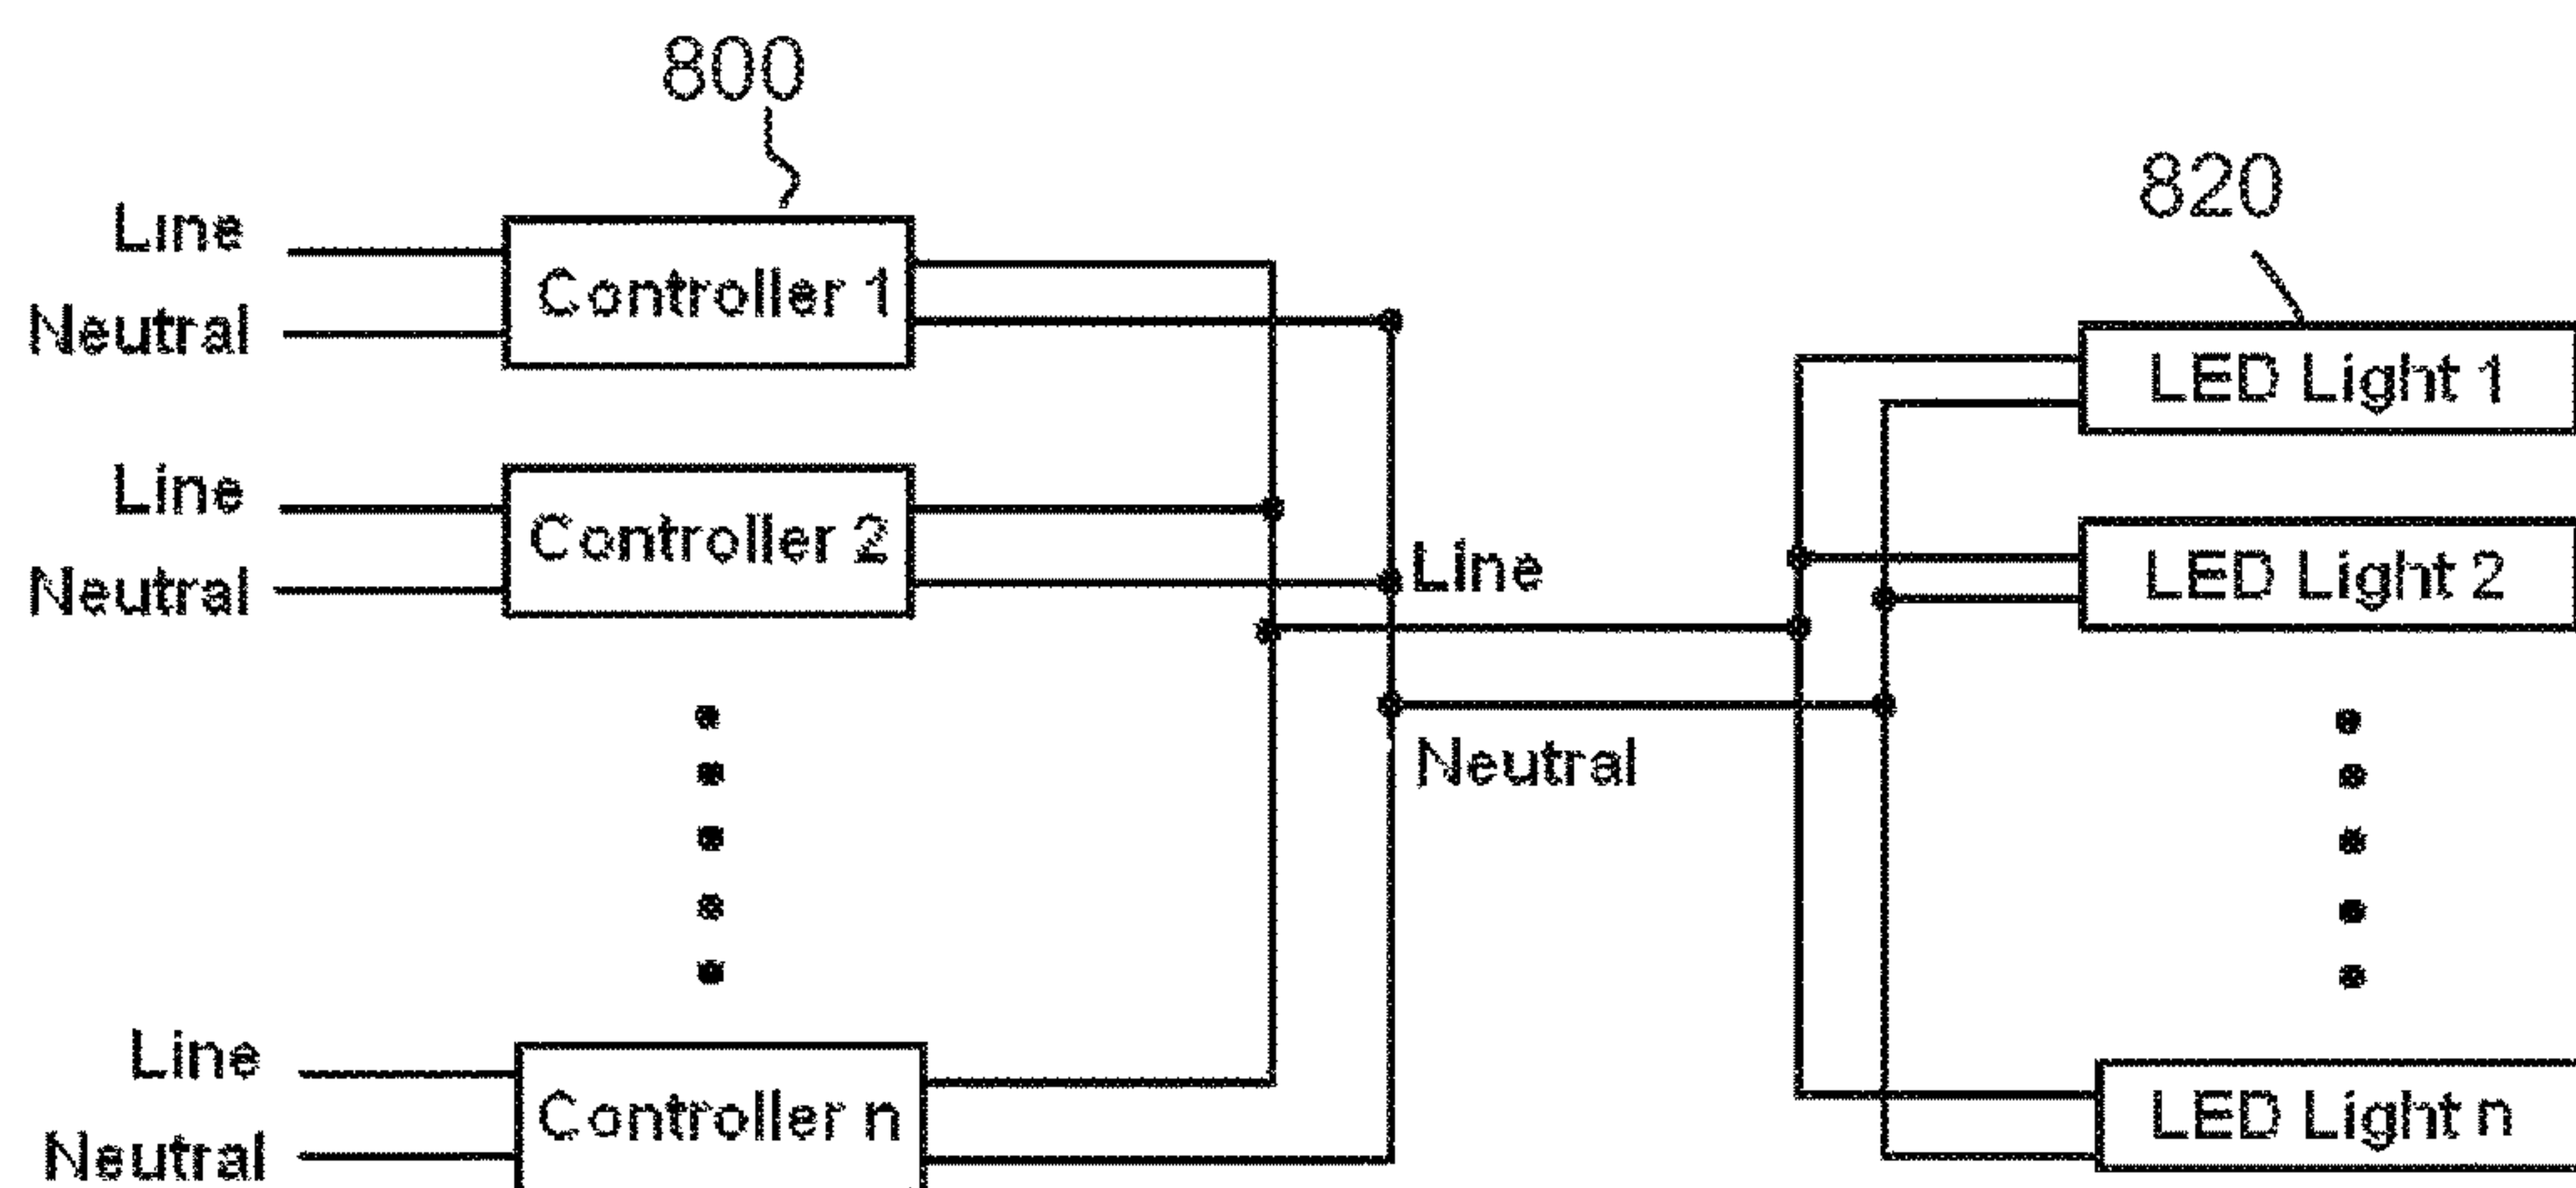 800
820
Line
Neutral
Controller 1
LED Light 1
Line
Neutral
Controller 2
Line
LED Light 2
Neutral
Line
Neutral
Controller n
LED Light n